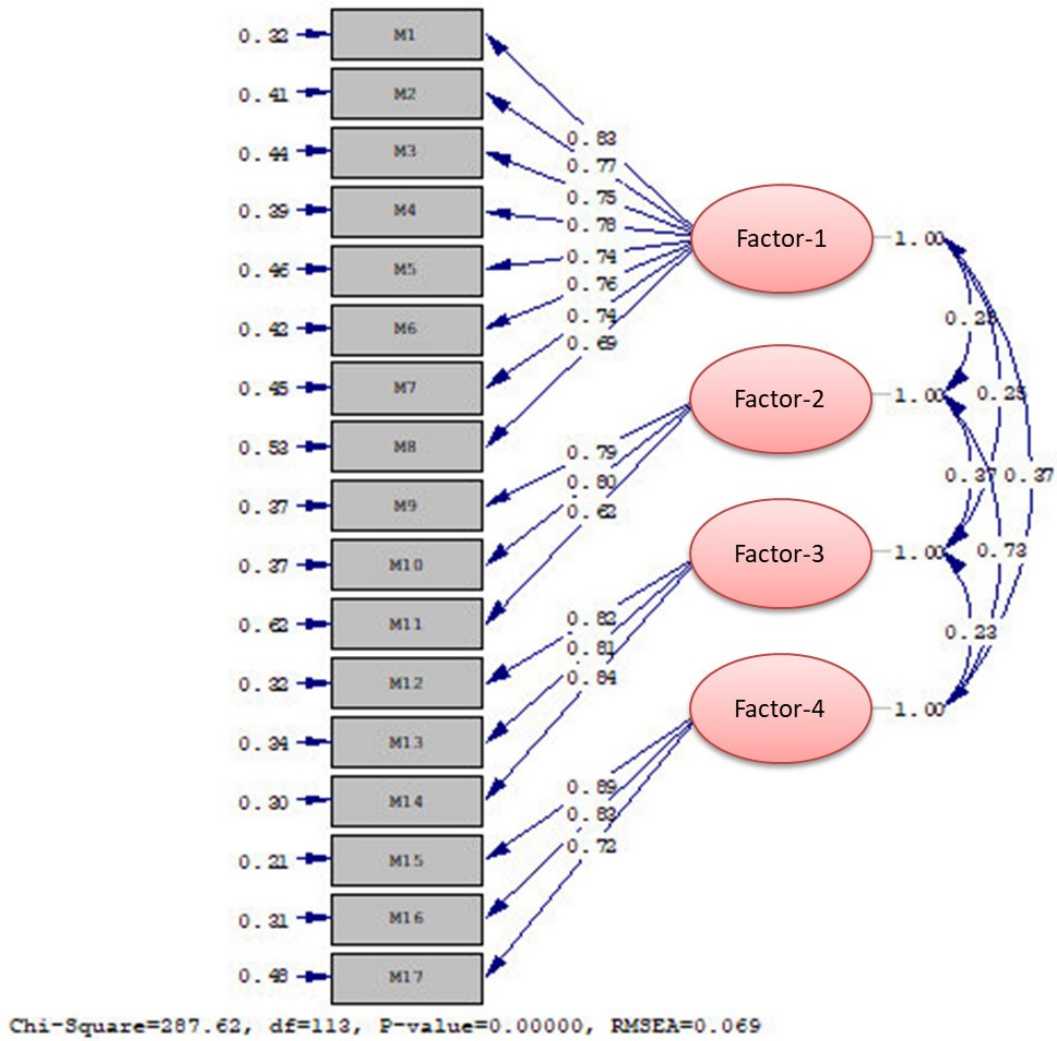 0.32 M1
0.41 M2
0.44 M3
0.39 M4
0.46 M5
0.42 M6
0.45 M7
0.53 M8
0.37 M9
0.37 M10
0.62 M11
0.32 M12
0.34 M13
0.30 M14
0.21 M15
0.31 M16
0.48 M17
0.83
0.77
0.75
0.78
0.74
0.76
0.74
0.69
0.79
0.80
0.62
0.82
0.81
0.84
0.89
0.83
0.72
Factor-1 1.00
Factor-2 1.00
Factor-3 1.00
Factor-4 1.00
0.25
0.37 0.37
0.73
0.23
Chi-Square=287.62, df=113, P-value=0.00000, RMSEA=0.069